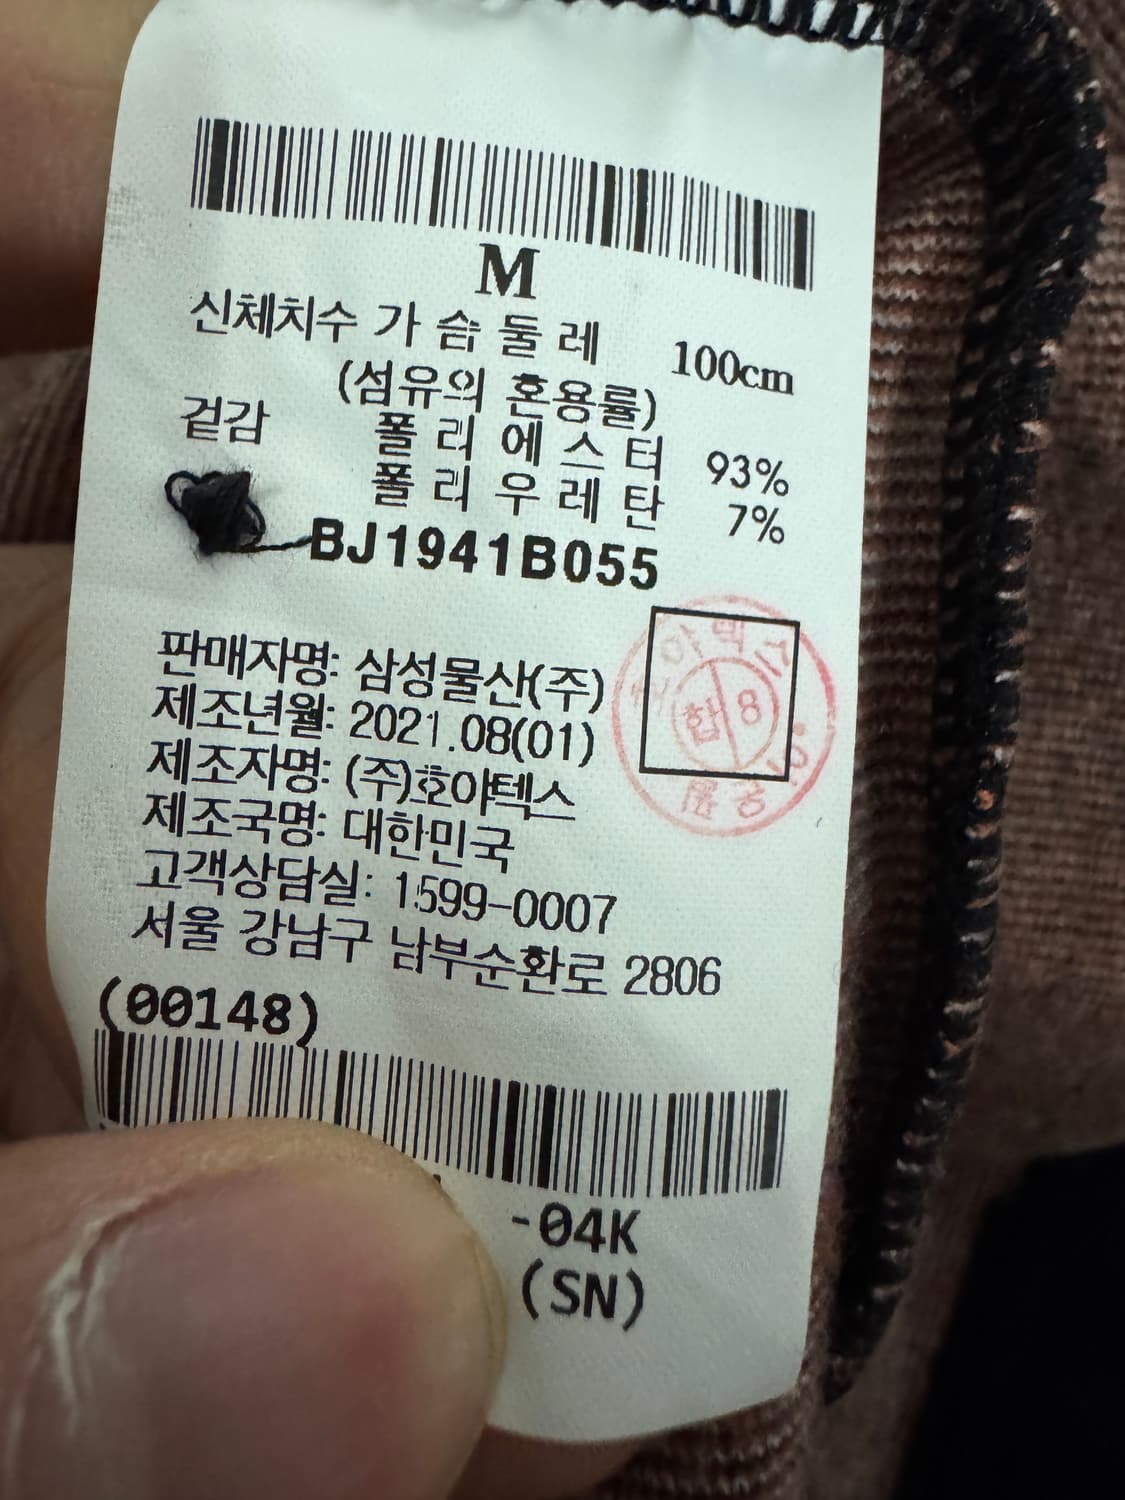 M
신체치수 가 슴 둘 레 100cm
(섬유의 혼용률)
겉감 폴 리 에 스 터 93%
폴 리 우 레 탄 7%
BJ1941B055
판매자명: 삼성물산(주)
제조년월: 2021.08(01)
제조자명: (주)호야텍스
제조국명: 대한민국
고객상담실: 1599-0007
서울 강남구 남부순환로 2806
합 8
(00148)
-04K
(SN)